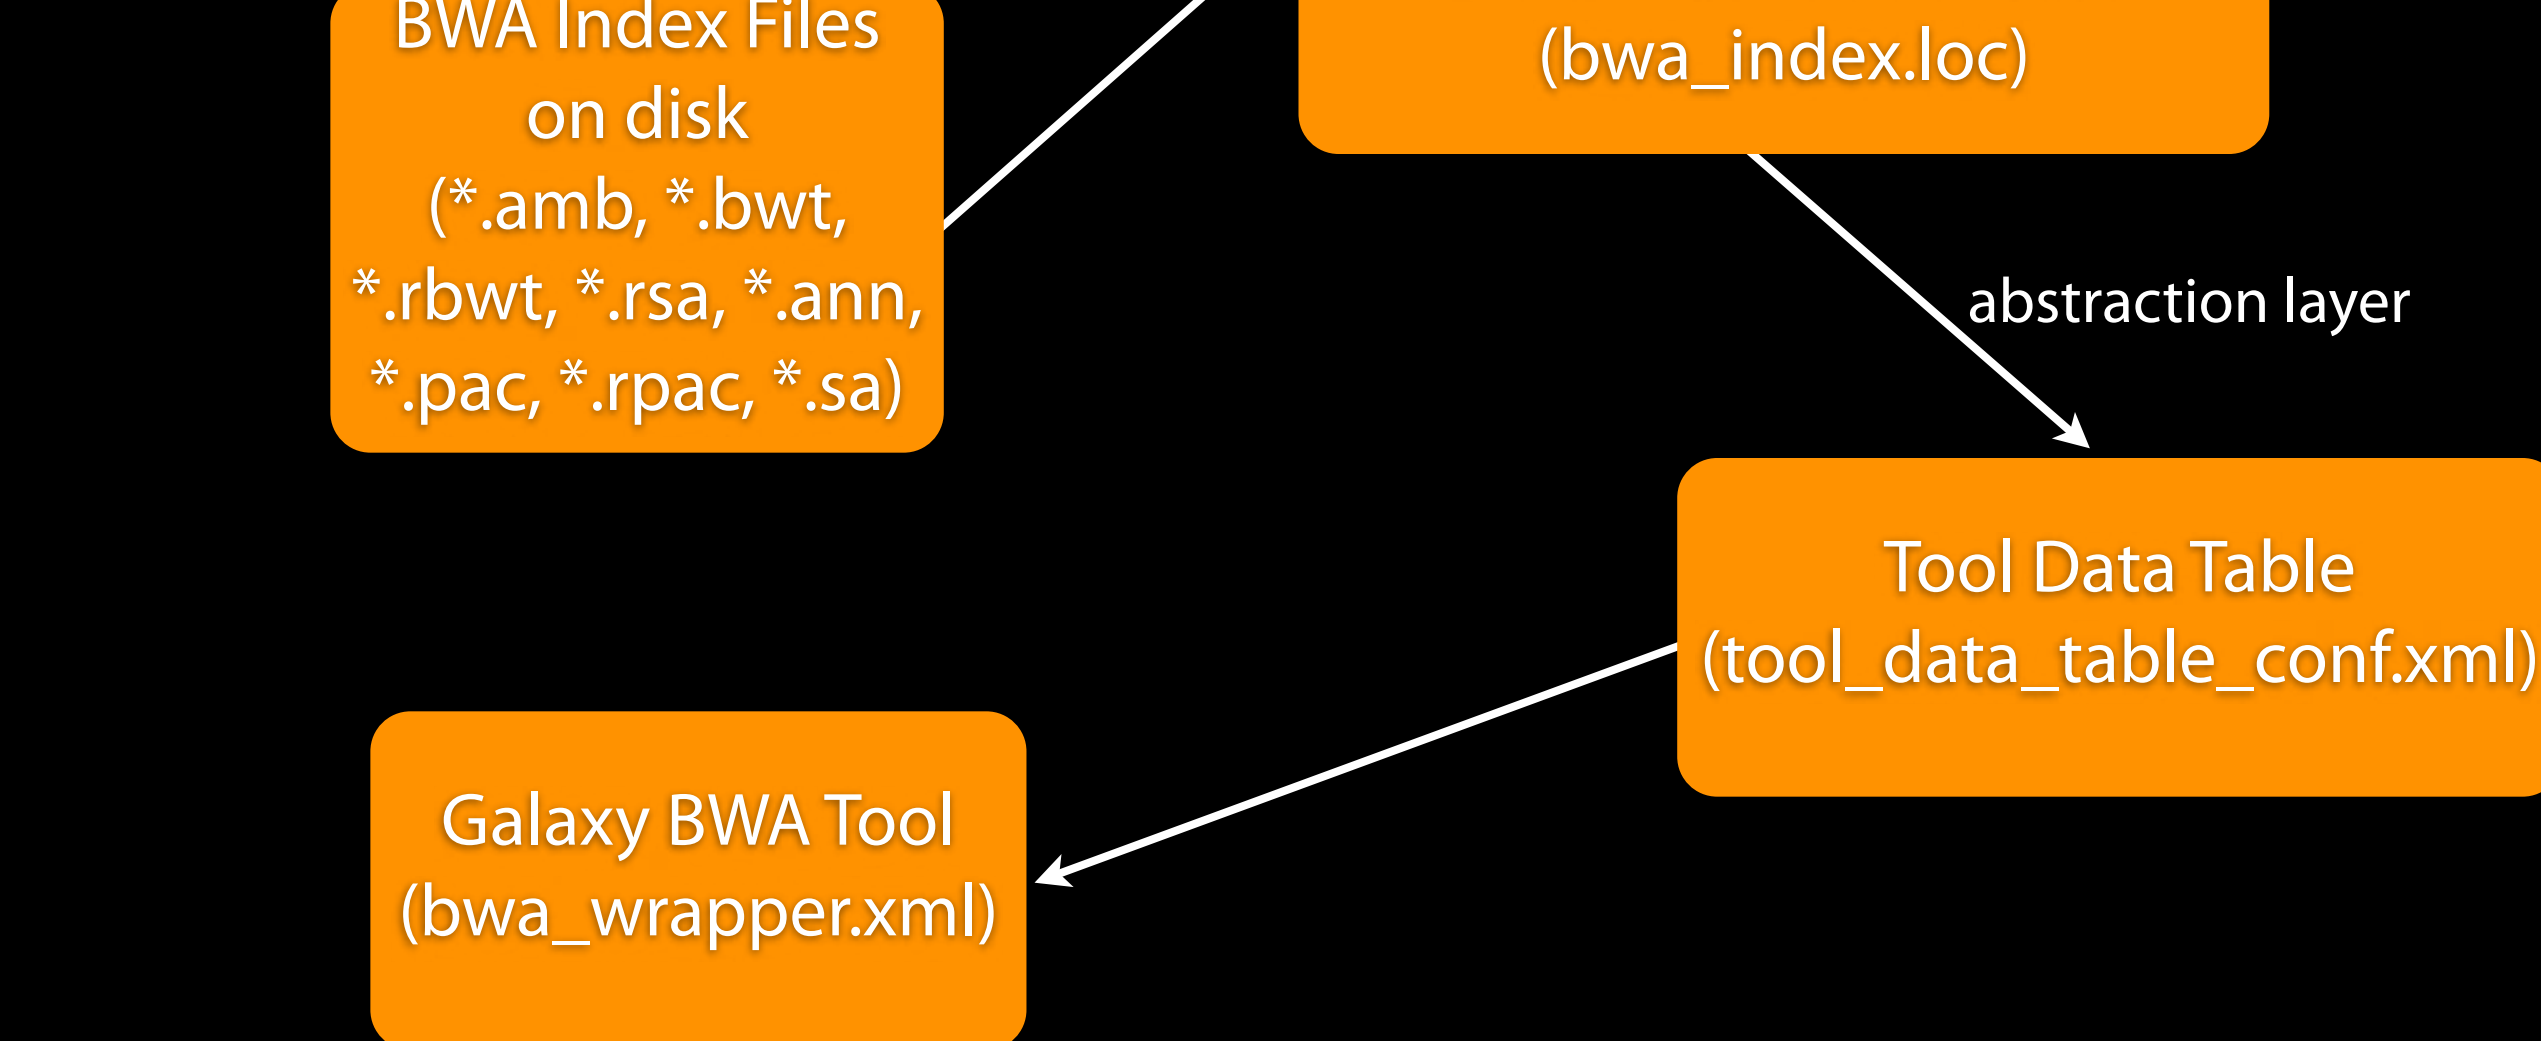 BWA Index Files
on disk
(*.amb, *.bwt,
*.rbwt, *.rsa, *.ann,
*.pac, *.rpac, *.sa)
(bwa_index.loc)
abstraction layer
Tool Data Table
(tool_data_table_conf.xml)
Galaxy BWA Tool
(bwa_wrapper.xml)